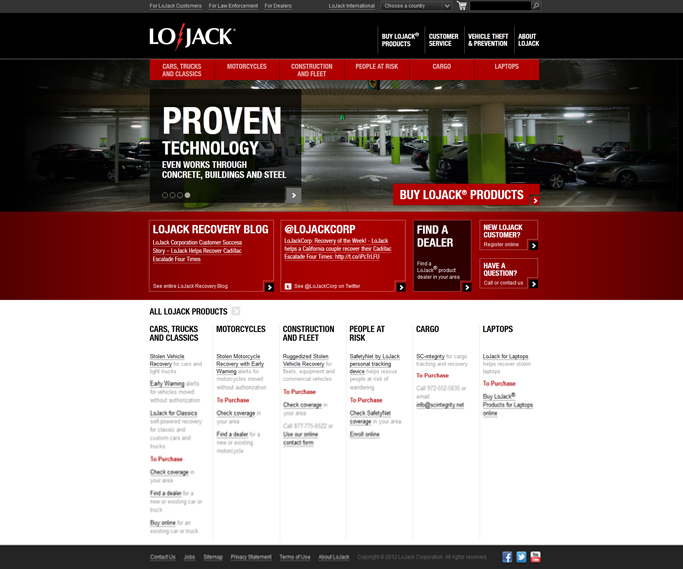 For LoJack Customers For Law Enforcement For Dealers LoJack International Choose a country
LOJACK®
BUY LOJACK® PRODUCTS
CUSTOMER SERVICE
VEHICLE THEFT & PREVENTION
ABOUT LOJACK
CARS, TRUCKS AND CLASSICS
MOTORCYCLES
CONSTRUCTION AND FLEET
PEOPLE AT RISK
CARGO
LAPTOPS
PROVEN
TECHNOLOGY
EVEN WORKS THROUGH
CONCRETE, BUILDINGS AND STEEL
BUY LOJACK® PRODUCTS
LOJACK RECOVERY BLOG
LoJack Corporation Customer Success
Story – LoJack Helps Recover Cadillac
Escalade Four Times
See entire LoJack Recovery Blog
@LOJACKCORP
LoJackCorp: Recovery of the Week! - LoJack
helps a California couple recover their Cadillac
Escalade Four Times:
See @LoJackCorp on Twitter
FIND A
DEALER
Find a
LoJack® product
dealer in your area
NEW LOJACK
CUSTOMER?
Register online
HAVE A
QUESTION?
Call or contact us
ALL LOJACK PRODUCTS
CARS, TRUCKS
AND CLASSICS
Stolen Vehicle
Recovery for cars and
light trucks
Early Warning alerts
for vehicles moved
without authorization
LoJack for Classics
self-powered recovery
for classic and
custom cars and
trucks
To Purchase
Check coverage in
your area
Find a dealer for a
new or existing car or
truck
Buy online for an
existing car or truck
MOTORCYCLES
Stolen Motorcycle
Recovery with Early
Warning alerts for
motorcycles moved
without authorization
To Purchase
Check coverage in
your area
Find a dealer for a
new or existing
motorcycle
CONSTRUCTION
AND FLEET
Ruggedized Stolen
Vehicle Recovery for
fleets, equipment and
commercial vehicles
To Purchase
Check coverage in
your area
Call 877-775-8522 or
Use our online
contact form
PEOPLE AT
RISK
SafetyNet by LoJack
personal tracking
device helps rescue
people at risk of
wandering
To Purchase
Check SafetyNet
coverage in your area
Enroll online
CARGO
SC-integrity for cargo
tracking and recovery
To Purchase
Call 972-552-5635 or
email
info@scintegrity.net
LAPTOPS
LoJack for Laptops
helps recover stolen
laptops
To Purchase
Buy LoJack®
Products for Laptops
online
Contact Us Jobs Sitemap Privacy Statement Terms of Use About LoJack Copyright © 2012 LoJack Corporation. All rights reserved.